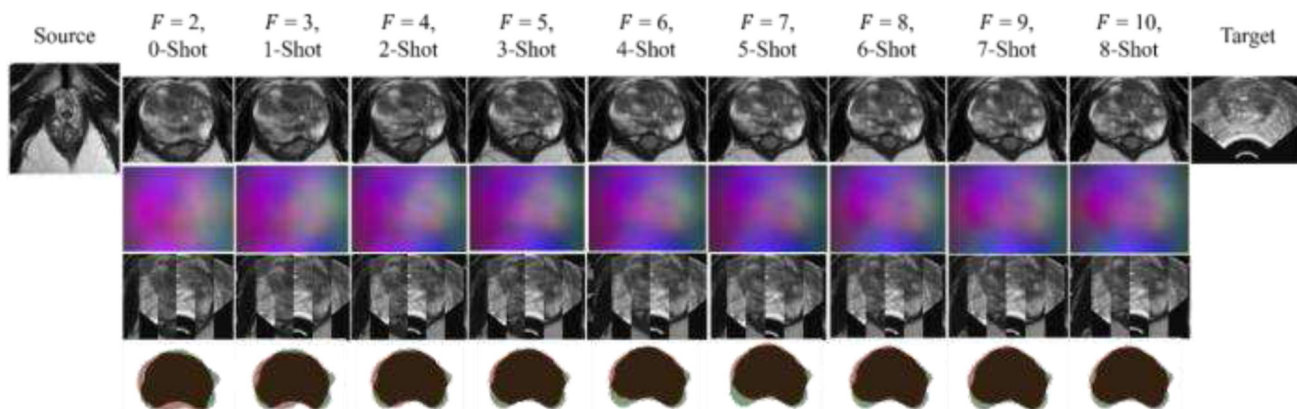 Source
F = 2,
0-Shot
F = 3,
1-Shot
F = 4,
2-Shot
F = 5,
3-Shot
F = 6,
4-Shot
F = 7,
5-Shot
F = 8,
6-Shot
F = 9,
7-Shot
F = 10,
8-Shot
Target